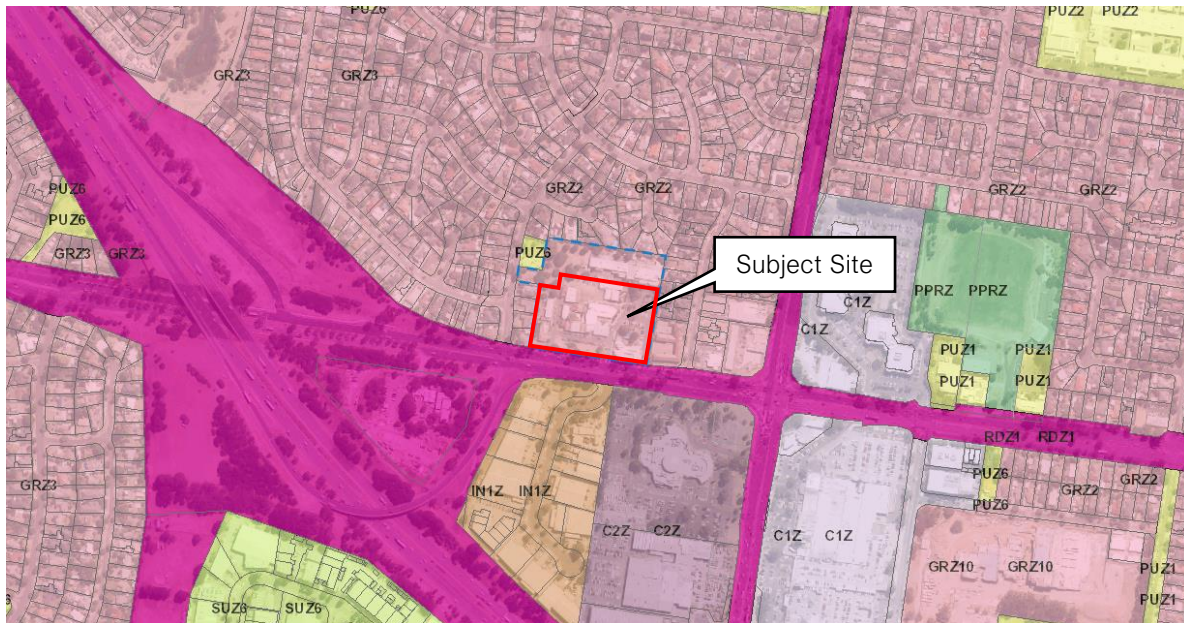 PUZ6
PUZ2 PUZ2
GRZ3
GRZ3
PUZ6
PUZ6
GRZ3 GRZ3
GRZ2 GRZ2
GRZ2 GRZ2
PUZ6
Subject Site
C1Z
C1Z
PPRZ PPRZ
PUZ1 PUZ1
PUZ1 PUZ1
RDZ1 RDZ1
GRZ3
IN1Z IN1Z
C2Z C2Z
C1Z C1Z
PUZ6
PUZ6
GRZ2 GRZ2
GRZ10 GRZ10
PUZ1
PUZ1
SUZ6 SUZ6